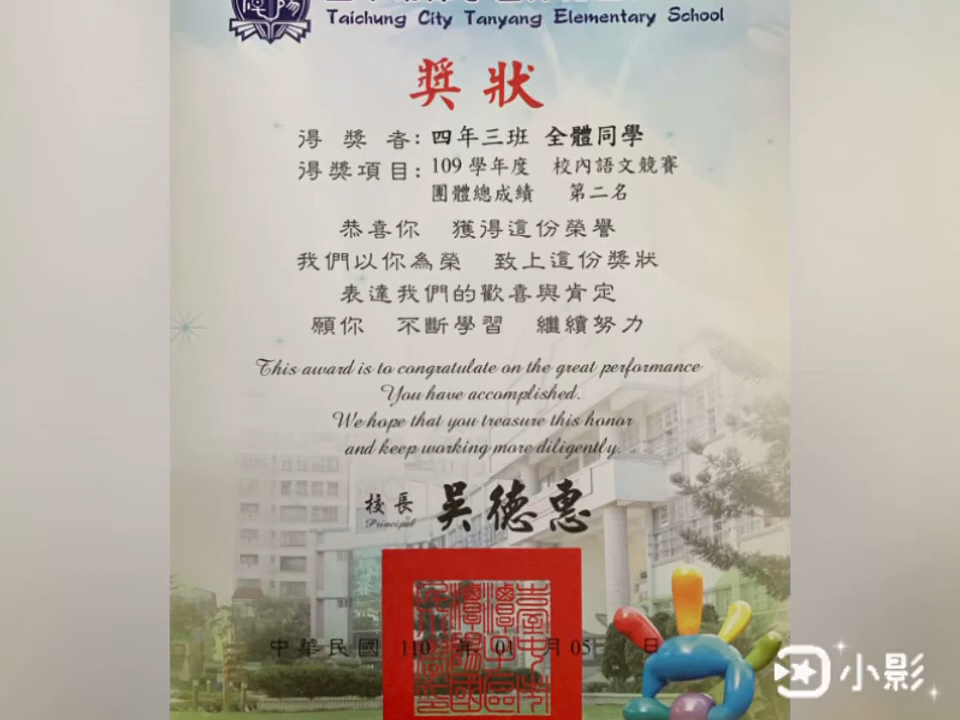 Taichung City Tanyang Elementary School
獎狀
得獎者：四年三班 全體同學
得獎項目：109 學年度 校內語文競賽
團體總成績 第二名
恭喜你 獲得這份榮譽
我們以你為榮 致上這份獎狀
表達我們的歡喜與肯定
願你 不斷學習 繼續努力
This award is to congratulate on the great performance
You have accomplished.
We hope that you treasure this honor
and keep working more diligently.
校長 吳德惠
Principal
中華民國 110 年 01 月 05 日
小影